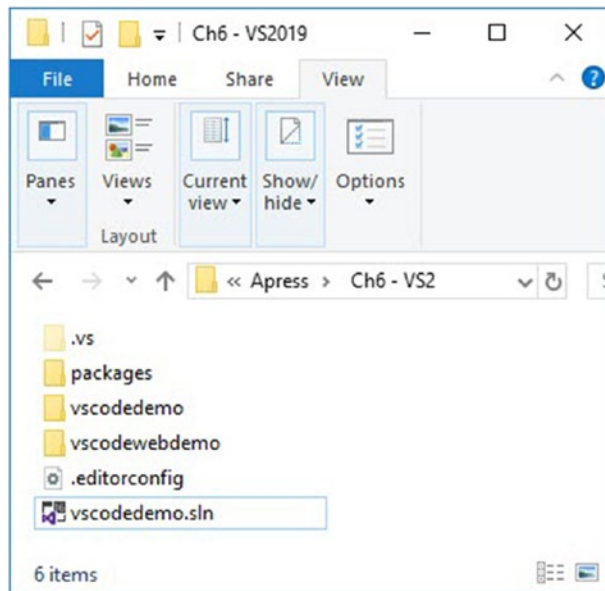 Ch6 - VS2019
File Home Share View
Panes Views Current view Show/ hide Options
Layout
« Apress > Ch6 - VS2
.vs
packages
vscodedemo
vscodewebdemo
.editorconfig
vscodedemo.sln
6 items